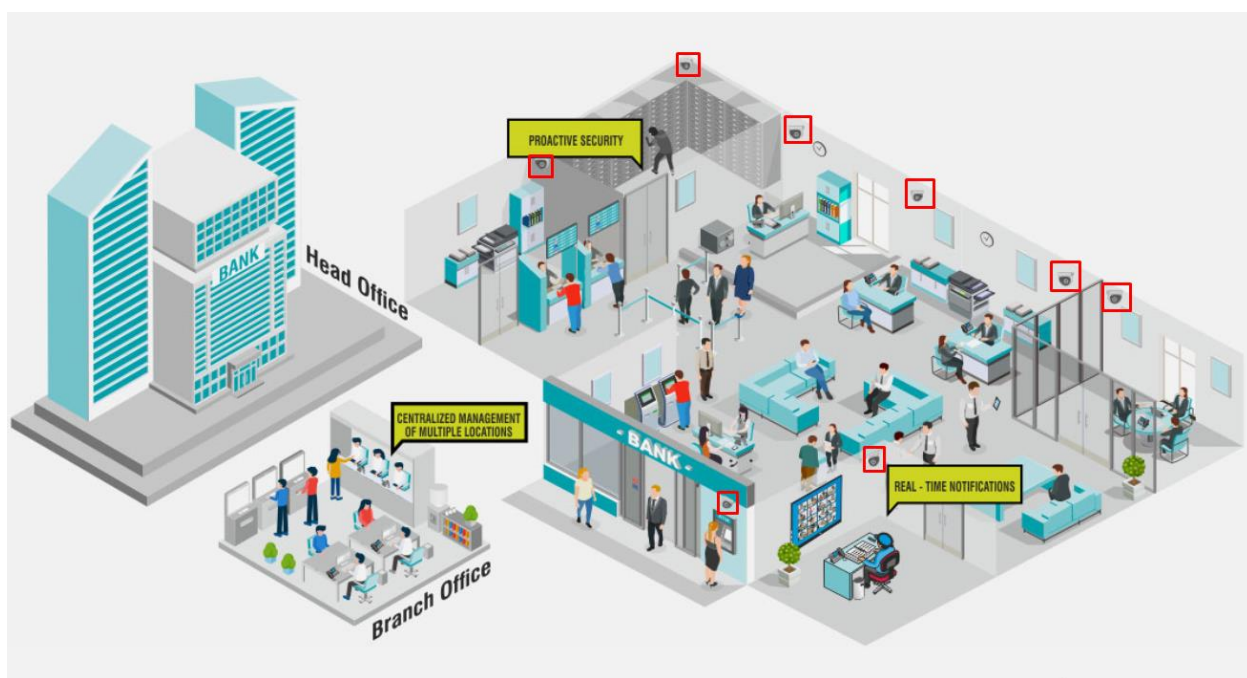 PROACTIVE SECURITY
BANK
Head Office
CENTRALIZED MANAGEMENT
OF MULTIPLE LOCATIONS
- BANK -
REAL - TIME NOTIFICATIONS
Branch Office